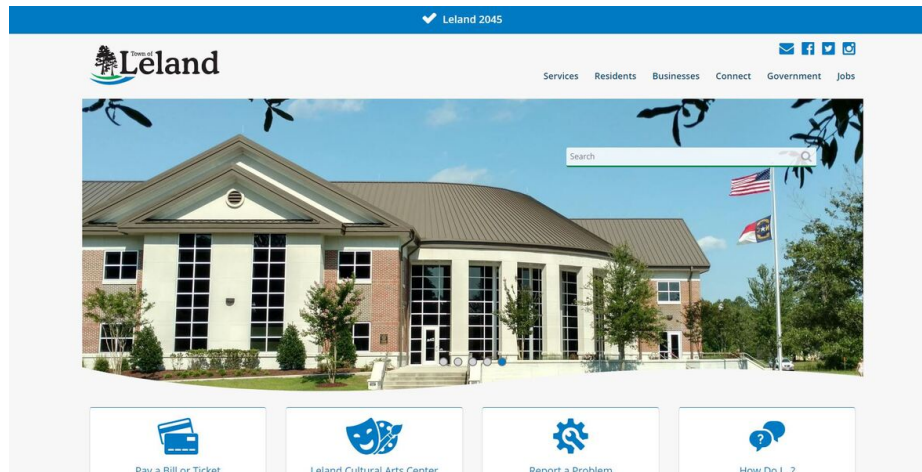 Leland 2045
Town of
Leland
Services Residents Businesses Connect Government Jobs
Search
Pay a Bill or Ticket
Leland Cultural Arts Center
Report a Problem
How Do I...?